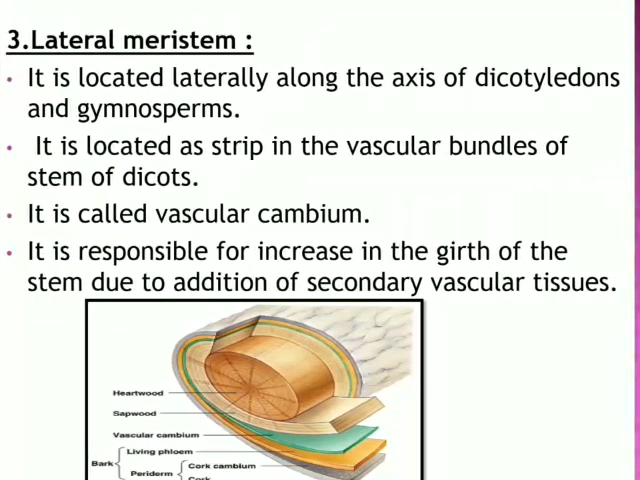 3.Lateral meristem :
• It is located laterally along the axis of dicotyledons
and gymnosperms.
• It is located as strip in the vascular bundles of
stem of dicots.
• It is called vascular cambium.
• It is responsible for increase in the girth of the
stem due to addition of secondary vascular tissues.
Heartwood
Sapwood
Vascular cambium
Living phloem
Bark
Cork cambium
Periderm
Cork